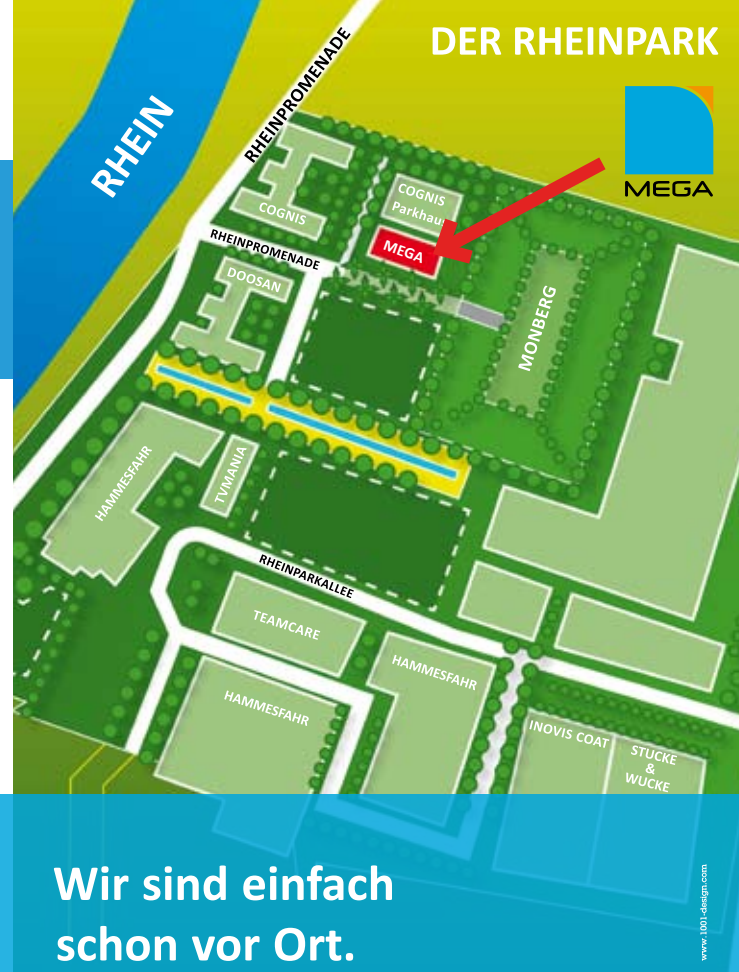 DER RHEINPARK
MEGA
RHEINPROMENADE
RHEIN
COGNIS
COGNIS
Parkhau
MEGA
RHEINPROMENADE
DOOSAN
MONBERG
HAMMESFAHR
TVMANIA
RHEINPARKALLEE
TEAMCARE
HAMMESFAHR
HAMMESFAHR
INOVIS COAT
STUCKE
&
WUCKE
Wir sind einfach
schon vor Ort.
www.1001-design.com